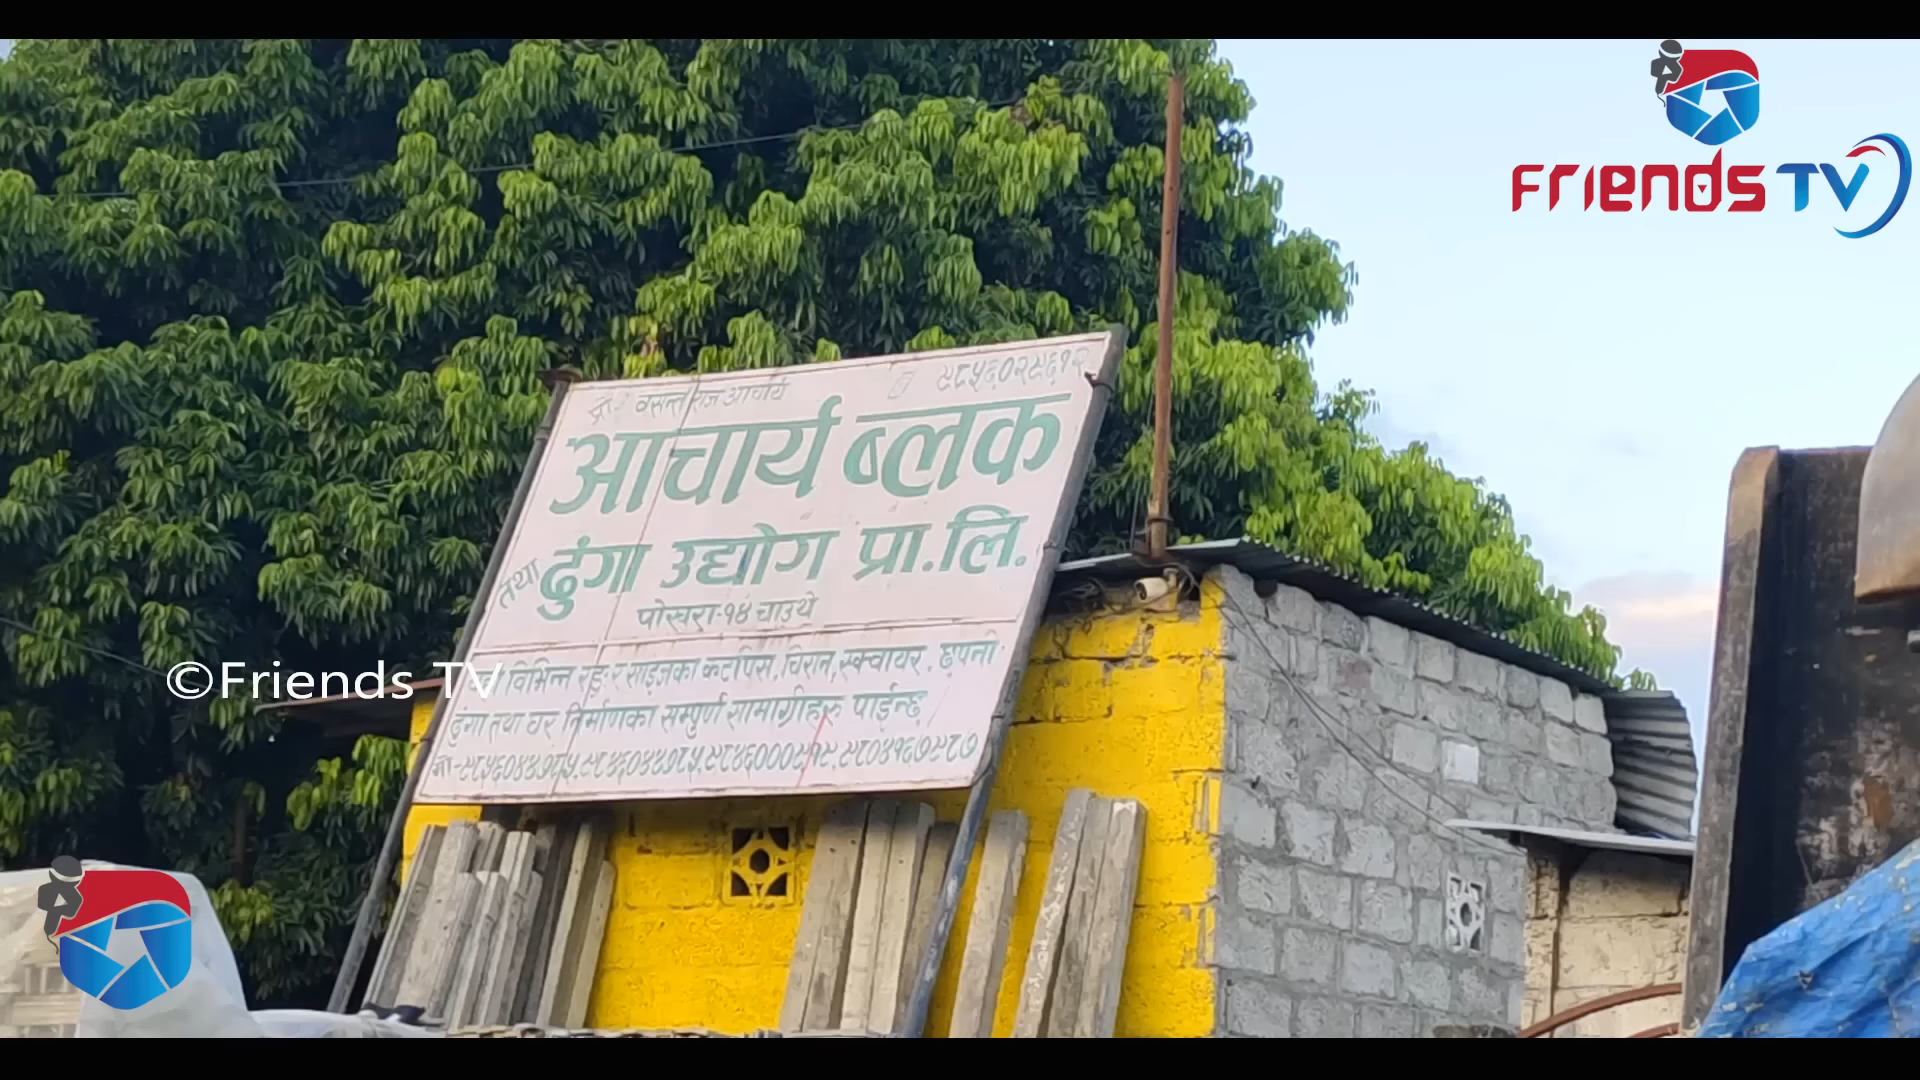 Friends TV
प्रो. वसन्त राज आचार्य ९८५६०२९६१२
आचार्य ब्लक
तथा ढुंगा उद्योग प्रा.लि.
पोखरा-१४ चाउथे
विभिन्न रङ्ग र साइजका कटपिस, चिरान, स्क्वायर, छपनी
ढुंगा तथा घर निर्माणका सम्पुर्ण सामाग्रीहरु पाईन्छ
©Friends TV